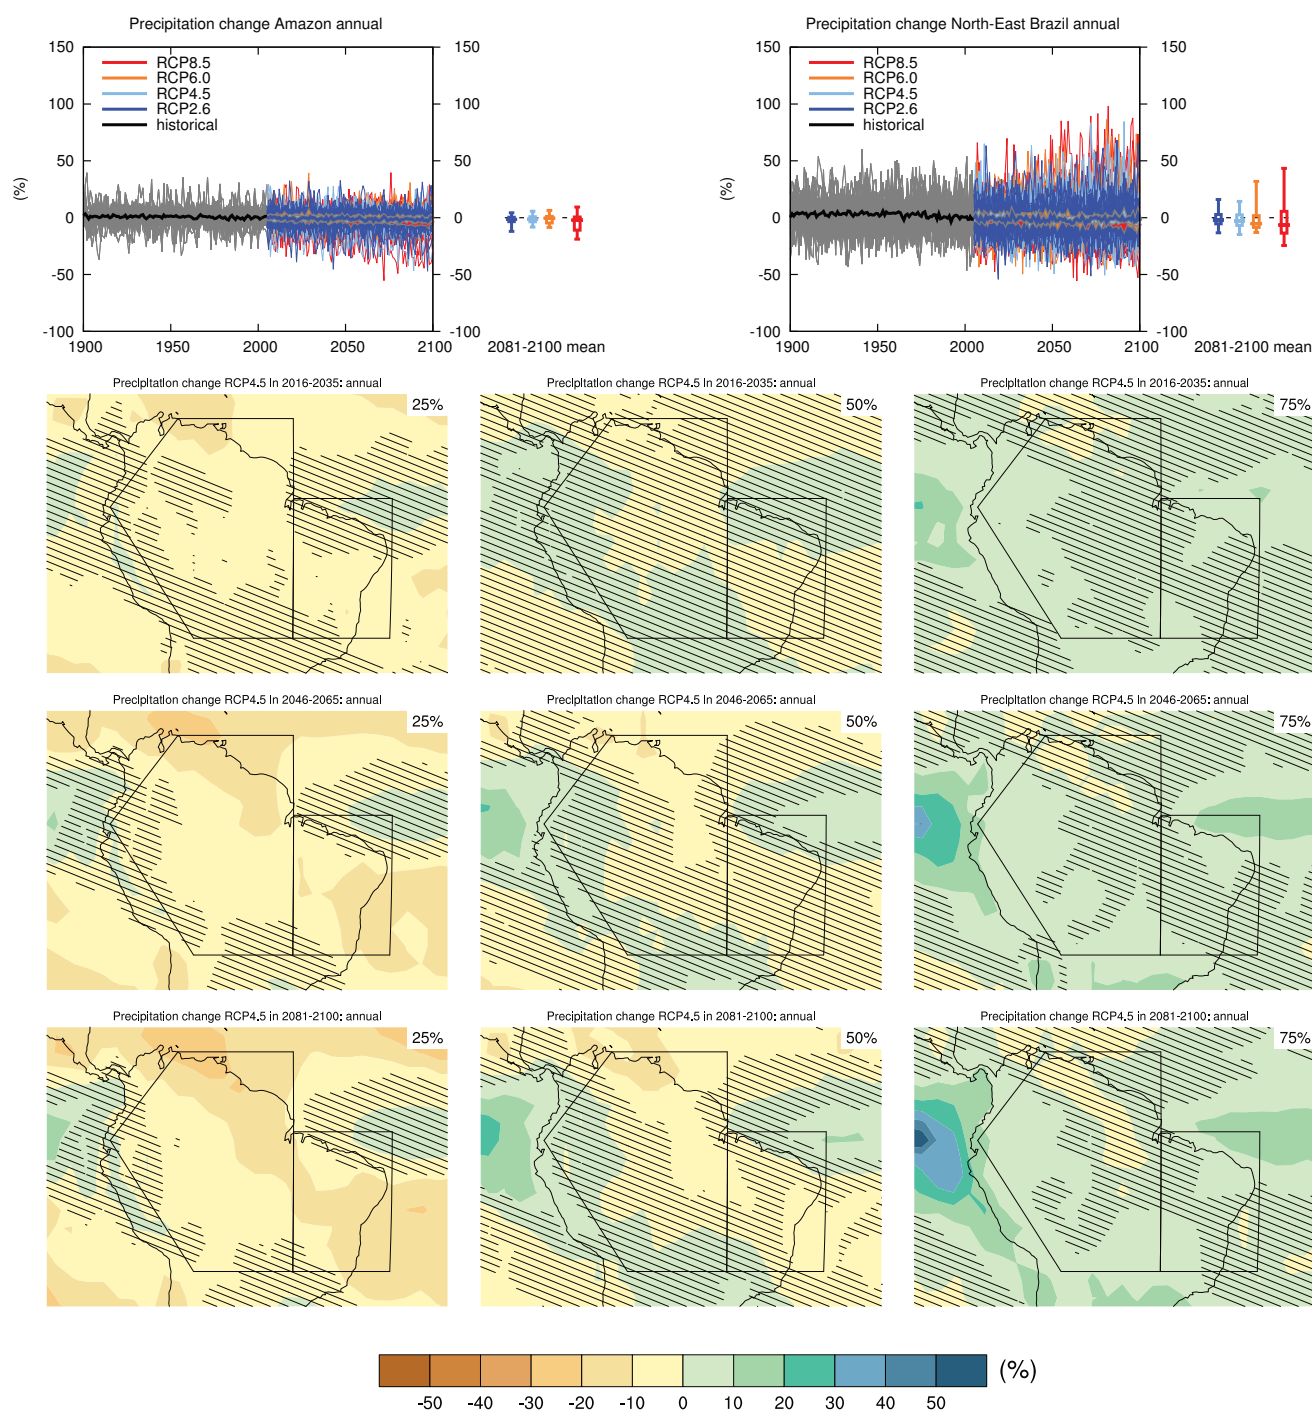 Precipitation change Amazon annual
150
100
50
0
-50
-100
(%)
RCP8.5
RCP6.0
RCP4.5
RCP2.6
historical
1900
1950
2000
2050
2100
150
100
50
0
-50
-100
2081-2100 mean
Precipitation change North-East Brazil annual
150
100
50
0
-50
-100
(%)
RCP8.5
RCP6.0
RCP4.5
RCP2.6
historical
1900
1950
2000
2050
2100
150
100
50
0
-50
-100
2081-2100 mean
Precipitation change RCP4.5 in 2016-2035: annual
25%
Precipitation change RCP4.5 in 2016-2035: annual
50%
Precipitation change RCP4.5 in 2016-2035: annual
75%
Precipitation change RCP4.5 in 2046-2065: annual
25%
Precipitation change RCP4.5 in 2046-2065: annual
50%
Precipitation change RCP4.5 in 2046-2065: annual
75%
Precipitation change RCP4.5 in 2081-2100: annual
25%
Precipitation change RCP4.5 in 2081-2100: annual
50%
Precipitation change RCP4.5 in 2081-2100: annual
75%
(%)
-50 -40 -30 -20 -10 0 10 20 30 40 50